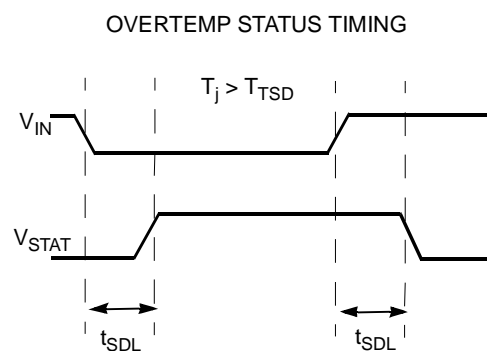 OVERTEMP STATUS TIMING
Tj > TTSD
VIN
VSTAT
tSDL
tSDL